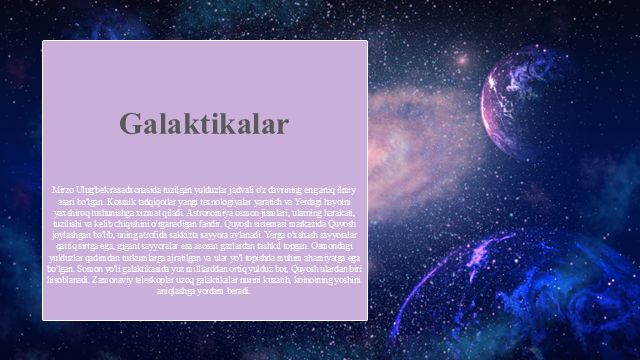 Galaktikalar
Mirzo Ulug'bek rasadxonasida tuzilgan yulduzlar jadvali o'z davrining eng aniq ilmiy
asari bo'lgan. Kosmik tadqiqotlar yangi texnologiyalar yaratish va Yerdagi hayotni
yaxshiroq tushunishga xizmat qiladi. Astronomiya osmon jismlari, ularning harakati,
tuzilishi va kelib chiqishini o'rganadigan fandir. Quyosh sistemasi markazida Quyosh
joylashgan bo'lib, uning atrofida sakkizta sayyora aylanadi. Yerga o'xshash sayyoralar
qattiq sirtga ega, gigant sayyoralar esa asosan gazlardan tashkil topgan. Osmondagi
yulduzlar qadimdan turkumlarga ajratilgan va ular yo'l topishda muhim ahamiyatga ega
bo'lgan. Somon yo'li galaktikasida yuz milliarddan ortiq yulduz bor, Quyosh ulardan biri
hisoblanadi. Zamonaviy teleskoplar uzoq galaktikalar nurini kuzatib, koinotning yoshini
aniqlashga yordam beradi.